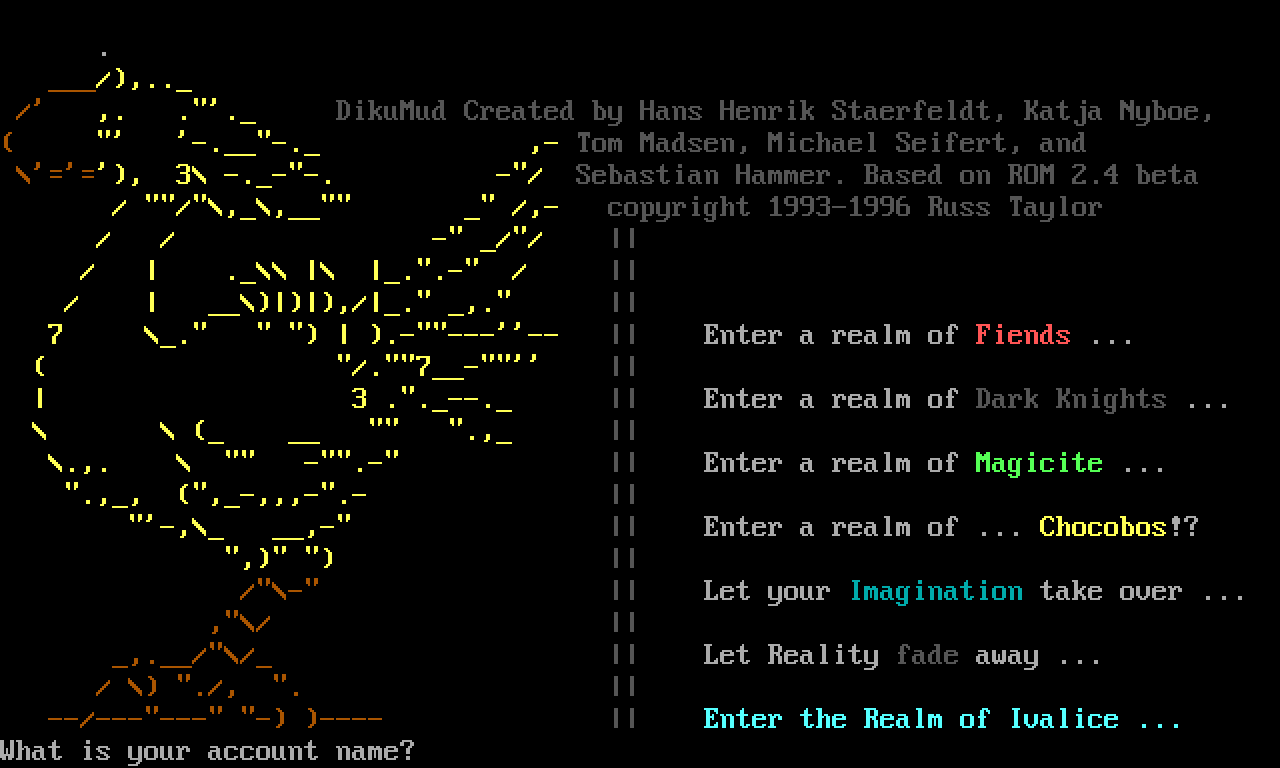 DikuMud Created by Hans Henrik Staerfeldt, Katja Nyboe,
Tom Madsen, Michael Seifert, and
Sebastian Hammer. Based on ROM 2.4 beta
copyright 1993-1996 Russ Taylor
Enter a realm of Fiends ...
Enter a realm of Dark Knights ...
Enter a realm of Magicite ...
Enter a realm of ... Chocobos!?
Let your Imagination take over ...
Let Reality fade away ...
Enter the Realm of Ivalice ...
What is your account name?